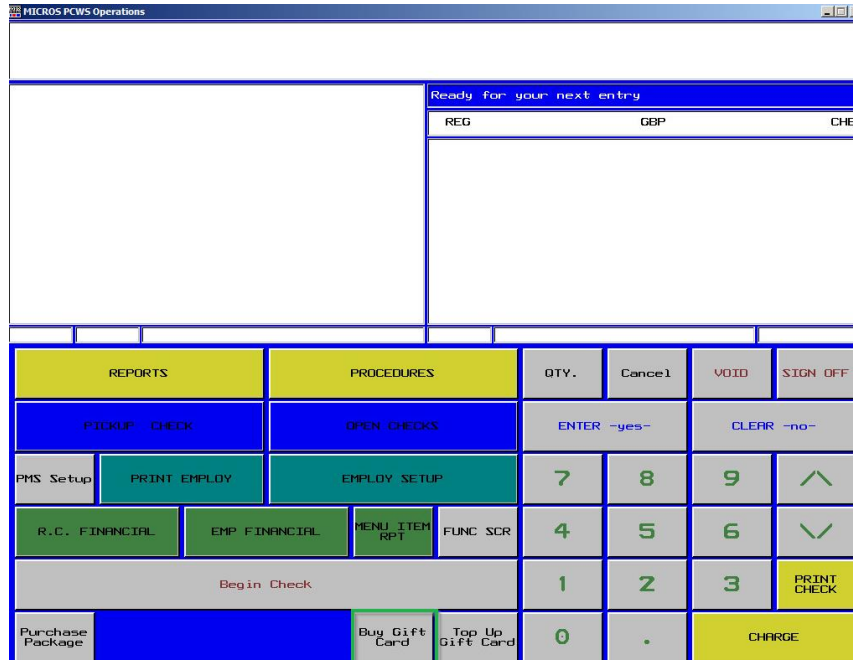 MICROS PCWS Operations
Ready for your next entry
REG GBP CHE
REPORTS PROCEDURES QTY. Cancel VOID SIGN OFF
PICKUP CHECK OPEN CHECKS ENTER -yes- CLEAR -no-
PMS Setup PRINT EMPLOY EMPLOY SETUP 7 8 9 /\
R.C. FINANCIAL EMP FINANCIAL MENU ITEM RPT FUNC SCR 4 5 6 \/
Begin Check 1 2 3 PRINT CHECK
Purchase Package Buy Gift Card Top Up Gift Card 0 . CHARGE